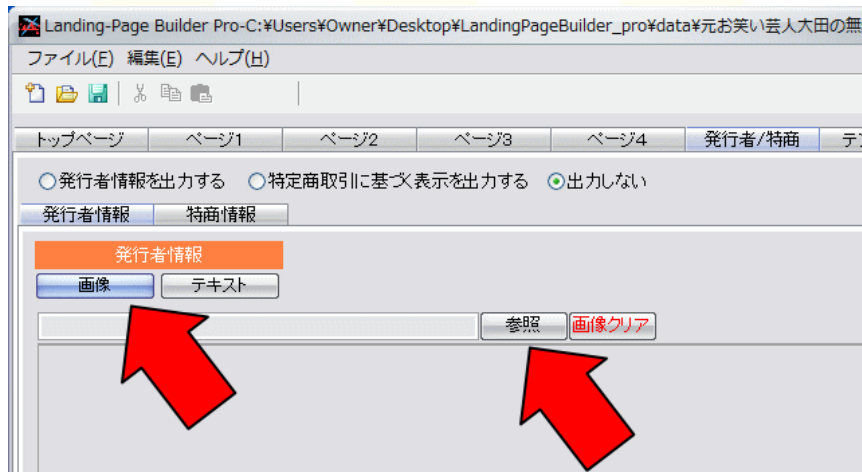 Landing-Page Builder Pro-C:¥Users¥Owner¥Desktop¥LandingPageBuilder_pro¥data¥元お笑い芸人大田の無
ファイル(F) 編集(E) ヘルプ(H)
トップページ ページ1 ページ2 ページ3 ページ4 発行者/特商 テ
発行者情報を出力する 特定商取引に基づく表示を出力する 出力しない
発行者情報 特商情報
発行者情報
画像 テキスト
参照 画像クリア